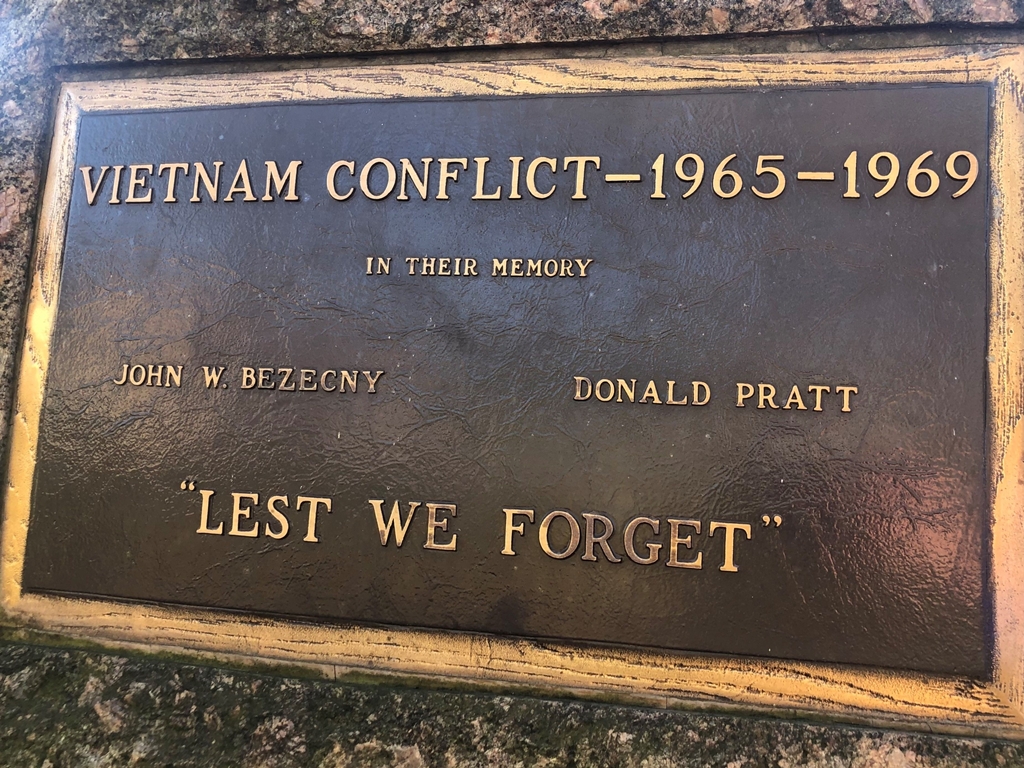 VIETNAM CONFLICT–1965–1969
IN THEIR MEMORY
JOHN W. BEZECNY DONALD PRATT
“LEST WE FORGET”